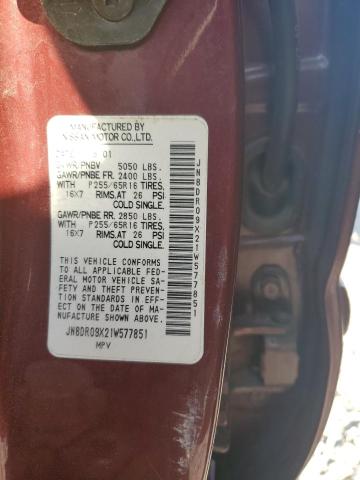 MANUFACTURED BY
NISSAN MOTOR CO.,LTD.
01
GVWR/PNBV 5050 LBS.
GAWR/PNBE FR. 2400 LBS.
WITH P255/65R16 TIRES,
16X7 RIMS,AT 26 PSI
COLD SINGLE.
GAWR/PNBE RR. 2850 LBS.
WITH P255/65R16 TIRES,
16X7 RIMS,AT 26 PSI
COLD SINGLE.
THIS VEHICLE CONFORMS
TO ALL APPLICABLE FED-
ERAL MOTOR VEHICLE SA-
FETY AND THEFT PREVEN-
TION STANDARDS IN EFF-
ECT ON THE DATE OF MA-
NUFACTURE SHOWN ABOVE.
JN8DR09X21W577851
MPV
JN8DR09X21W577851